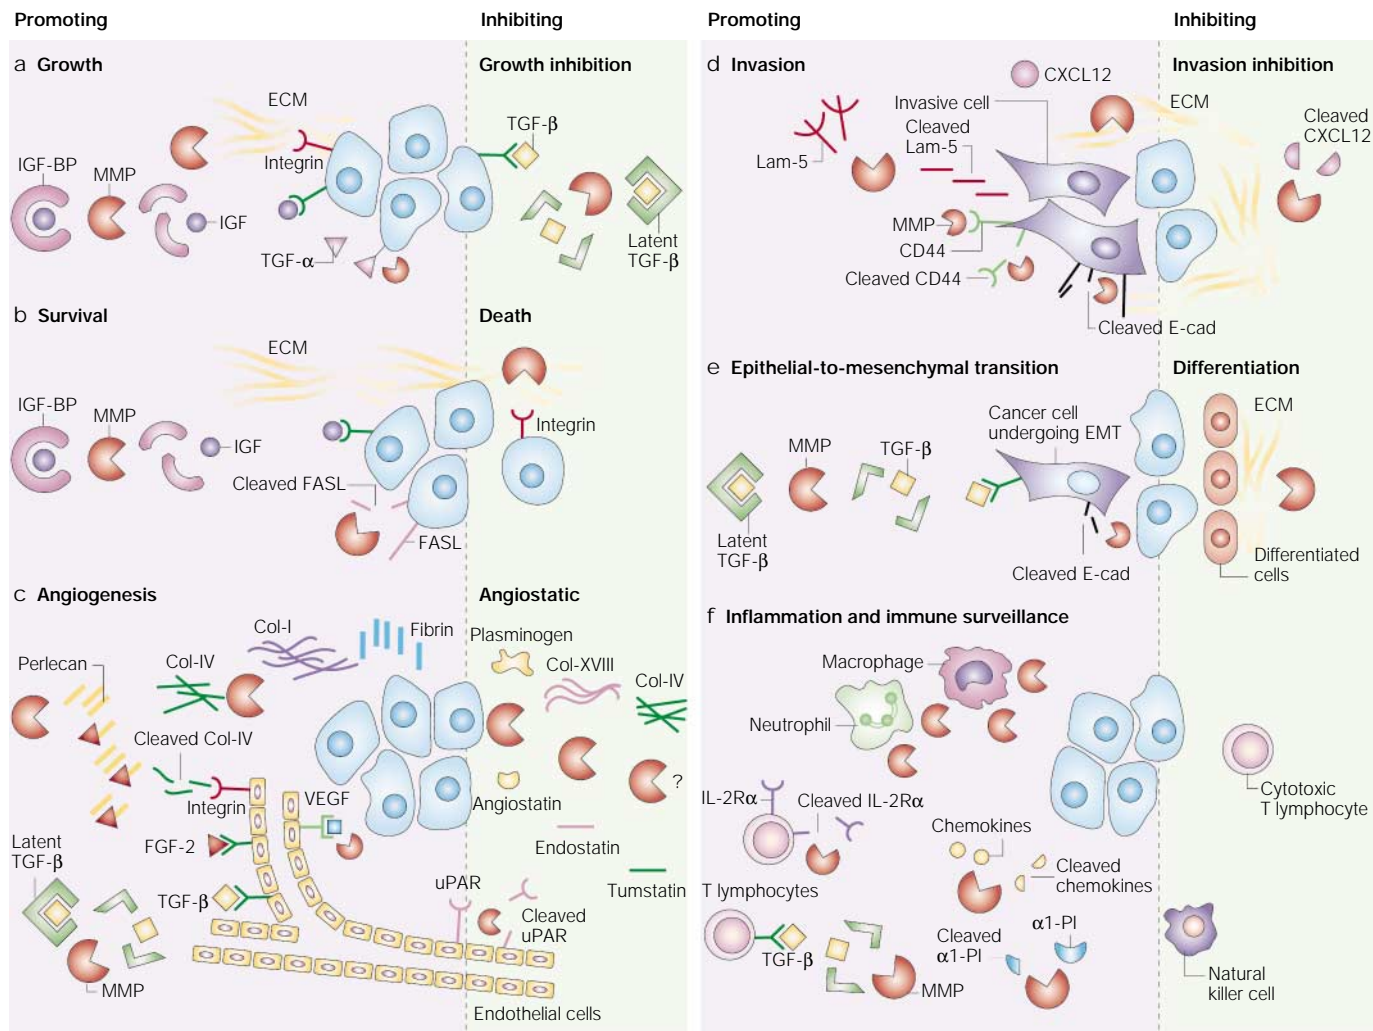 Promoting
Inhibiting
a Growth
Growth inhibition
ECM
Integrin
TGF-β
IGF-BP
MMP
IGF
TGF-α
Latent
TGF-β
b Survival
Death
ECM
IGF-BP
MMP
IGF
Integrin
Cleaved FASL
FASL
c Angiogenesis
Angiostatic
Col-I
Fibrin
Plasminogen
Perlecan
Col-IV
Col-XVIII
Col-IV
Cleaved Col-IV
Integrin
VEGF
Angiostatin
?
FGF-2
Endostatin
Latent
TGF-β
TGF-β
uPAR
Tumstatin
Cleaved
uPAR
MMP
Endothelial cells
Promoting
Inhibiting
d Invasion
Invasion inhibition
CXCL12
Invasive cell
ECM
Cleaved
CXCL12
Cleaved
Lam-5
Lam-5
MMP
CD44
Cleaved CD44
Cleaved E-cad
e Epithelial-to-mesenchymal transition
Differentiation
Cancer cell
undergoing EMT
ECM
MMP
TGF-β
Latent
TGF-β
Cleaved E-cad
Differentiated
cells
f Inflammation and immune surveillance
Macrophage
Neutrophil
IL-2Rα
Cleaved IL-2Rα
Cytotoxic
T lymphocyte
Chemokines
Cleaved
chemokines
T lymphocytes
α1-PI
Cleaved
α1-PI
TGF-β
MMP
Natural
killer cell